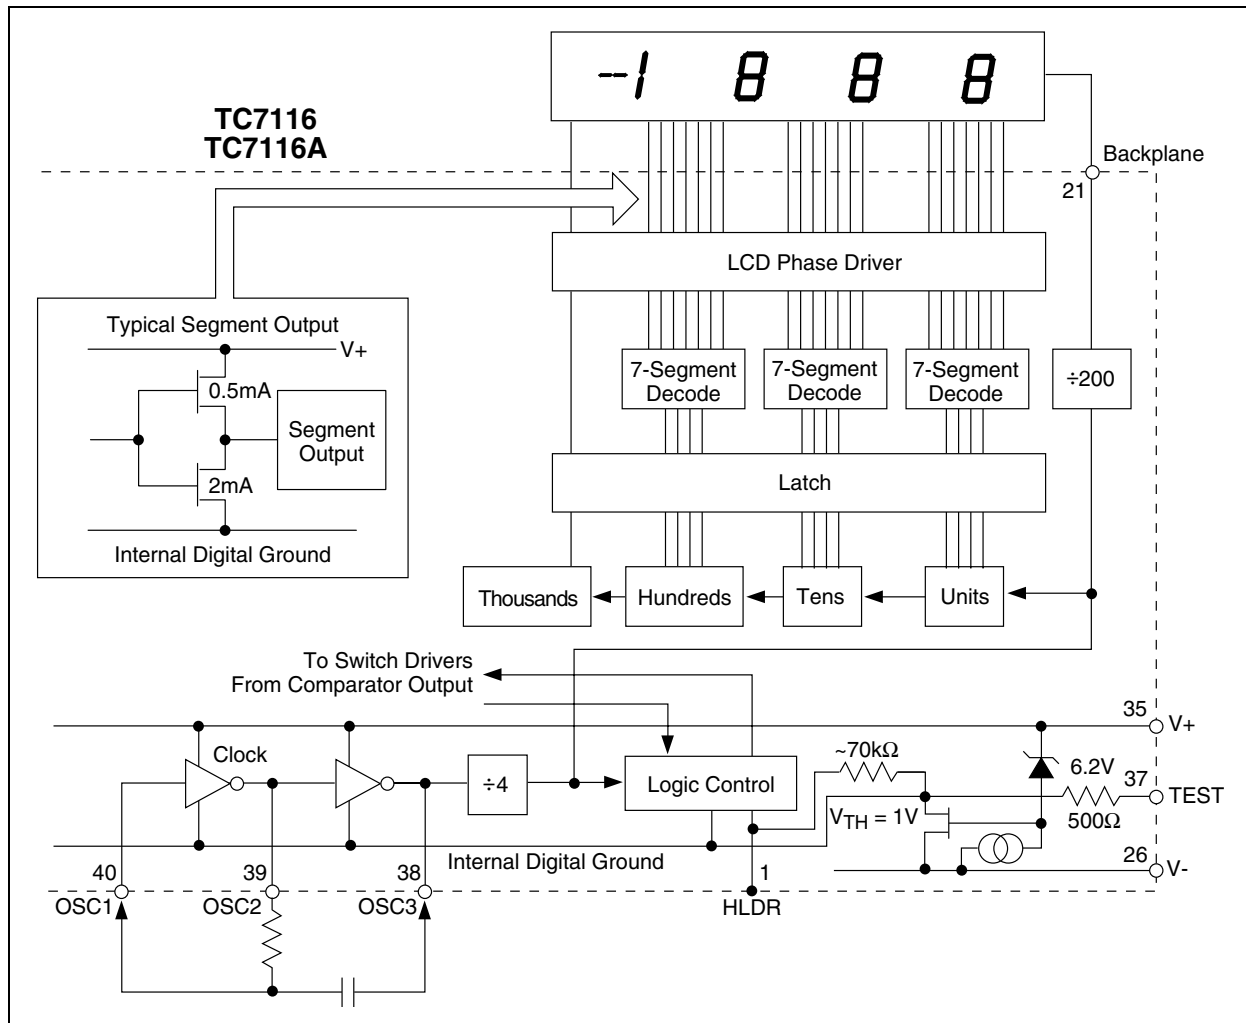 -1 8 8 8
TC7116
TC7116A
Backplane
21
LCD Phase Driver
Typical Segment Output
V+
0.5mA
Segment
Output
2mA
Internal Digital Ground
7-Segment
Decode
7-Segment
Decode
7-Segment
Decode
÷200
Latch
Thousands
Hundreds
Tens
Units
To Switch Drivers
From Comparator Output
35
V+
Clock
~70kΩ
6.2V
37
÷4
Logic Control
TEST
VTH = 1V
500Ω
Internal Digital Ground
26
V-
40
39
38
1
OSC1
OSC2
OSC3
HLDR